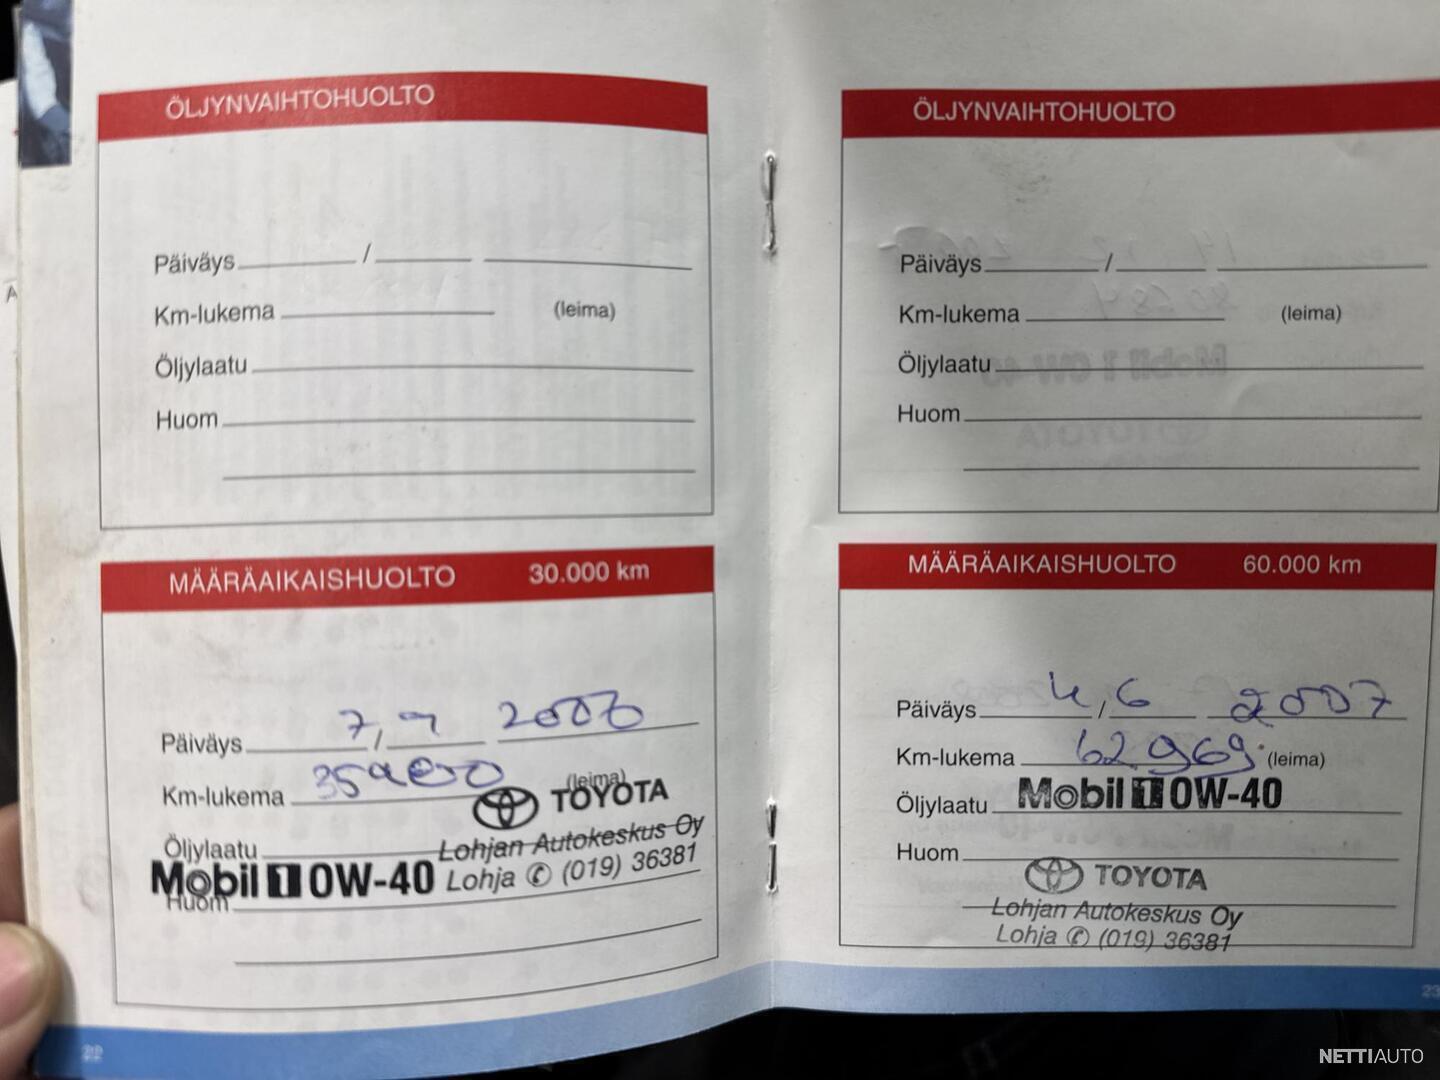 ÖLJYNVAIHTOHUOLTO
Päiväys / 
Km-lukema (leima)
Öljylaatu
Huom
MÄÄRÄAIKAISHUOLTO 30.000 km
Päiväys 7 / 2006
Km-lukema (leima)
TOYOTA
Öljylaatu Lohjan Autokeskus Oy
Mobil 1 0W-40 Lohja (019) 36381
Huom
22
ÖLJYNVAIHTOHUOLTO
Päiväys /
Km-lukema (leima)
Öljylaatu
Huom
MÄÄRÄAIKAISHUOLTO 60.000 km
Päiväys 4 / 6 2007
Km-lukema 62969 (leima)
Öljylaatu Mobil 1 0W-40
Huom
TOYOTA
Lohjan Autokeskus Oy
Lohja (019) 36381
23
NETTIAUTO